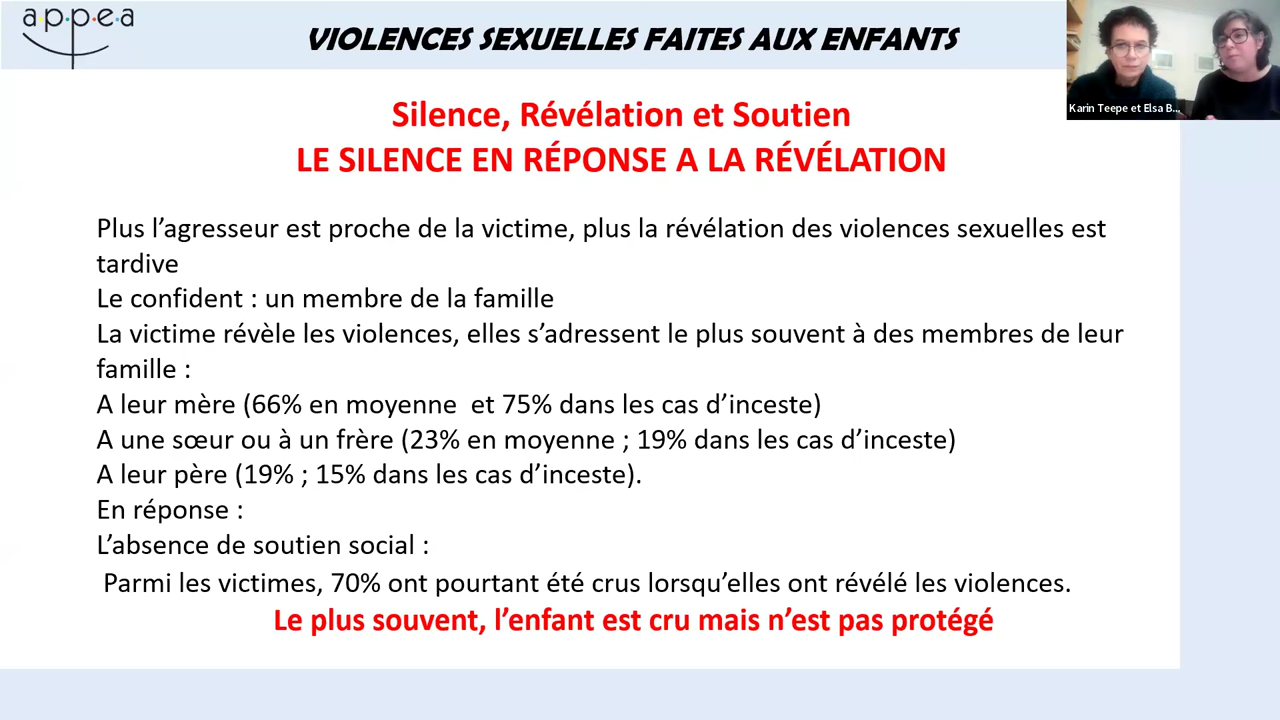 a·p·p·e·a
VIOLENCES SEXUELLES FAITES AUX ENFANTS
Karin Teepe et Elsa B...
Silence, Révélation et Soutien
LE SILENCE EN RÉPONSE A LA RÉVÉLATION
Plus l’agresseur est proche de la victime, plus la révélation des violences sexuelles est
tardive
Le confident : un membre de la famille
La victime révèle les violences, elles s’adressent le plus souvent à des membres de leur
famille :
A leur mère (66% en moyenne et 75% dans les cas d’inceste)
A une sœur ou à un frère (23% en moyenne ; 19% dans les cas d’inceste)
A leur père (19% ; 15% dans les cas d’inceste).
En réponse :
L’absence de soutien social :
Parmi les victimes, 70% ont pourtant été crus lorsqu’elles ont révélé les violences.
Le plus souvent, l’enfant est cru mais n’est pas protégé